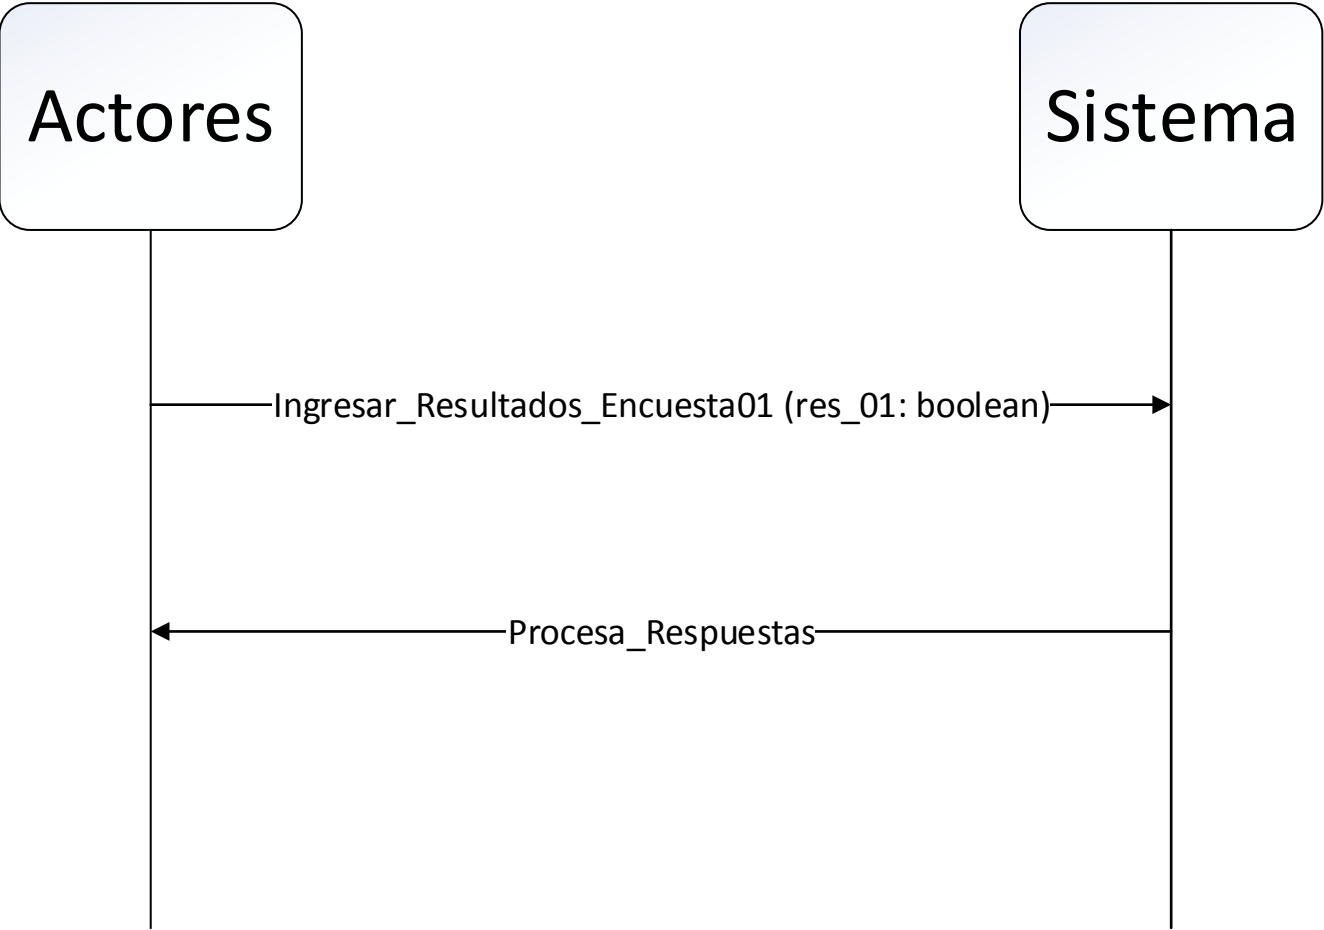 Actores
Sistema
Ingresar_Resultados_Encuesta01 (res_01: boolean)
Procesa_Respuestas